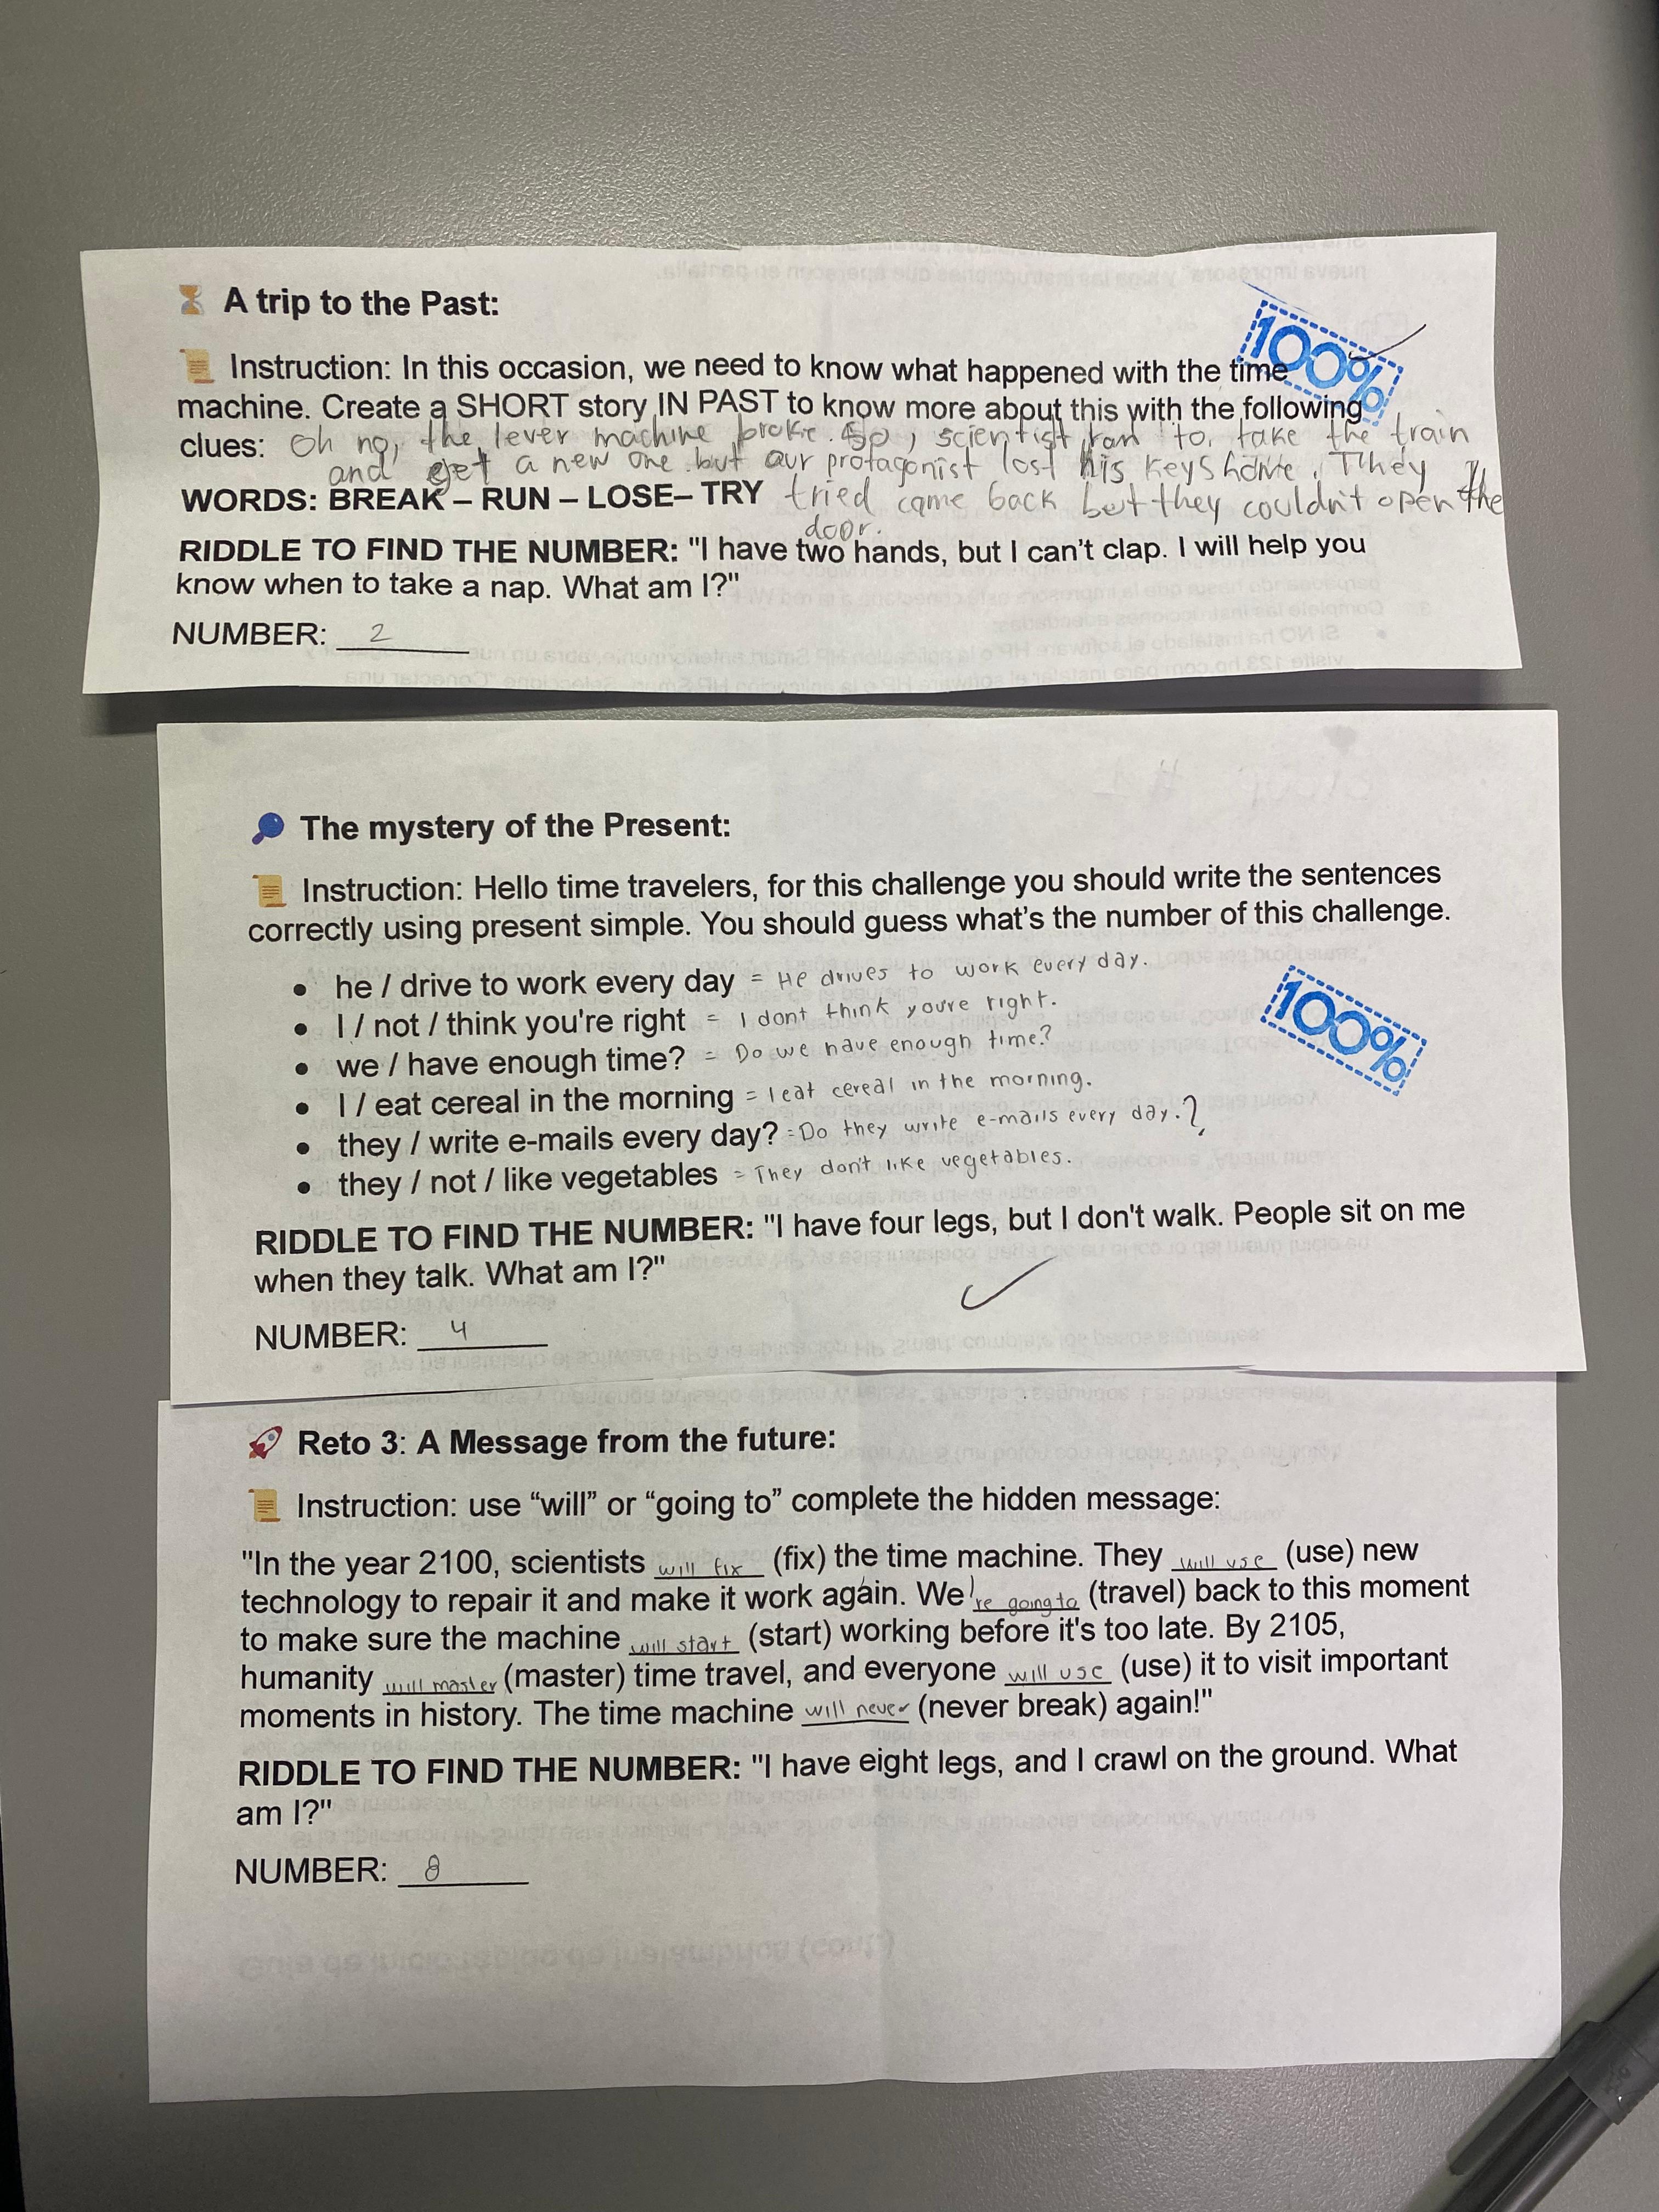 A trip to the Past:
100%
Instruction: In this occasion, we need to know what happened with the time
machine. Create a SHORT story IN PAST to know more about this with the following
clues: Oh no, the lever machine broke. So, scientist ran to take the train
and get a new one but our protagonist lost his keys home. They
WORDS: BREAK – RUN – LOSE– TRY tried came back but they couldn't open the
door.
RIDDLE TO FIND THE NUMBER: "I have two hands, but I can't clap. I will help you
know when to take a nap. What am I?"
NUMBER: 2
The mystery of the Present:
Instruction: Hello time travelers, for this challenge you should write the sentences
correctly using present simple. You should guess what's the number of this challenge.
• he / drive to work every day = He drives to work every day.
• I / not / think you're right = I dont think youre right.
• we / have enough time? = Do we have enough time?
• I / eat cereal in the morning = I eat cereal in the morning.
• they / write e-mails every day? = Do they write e-mails every day.?
• they / not / like vegetables = They don't like vegetables.
100%
RIDDLE TO FIND THE NUMBER: "I have four legs, but I don't walk. People sit on me
when they talk. What am I?"
NUMBER: 4
Reto 3: A Message from the future:
Instruction: use “will” or “going to” complete the hidden message:
"In the year 2100, scientists will fix (fix) the time machine. They will use (use) new
technology to repair it and make it work again. We're going to (travel) back to this moment
to make sure the machine will start (start) working before it's too late. By 2105,
humanity will master (master) time travel, and everyone will use (use) it to visit important
moments in history. The time machine will never (never break) again!"
RIDDLE TO FIND THE NUMBER: "I have eight legs, and I crawl on the ground. What
am I?"
NUMBER: 8